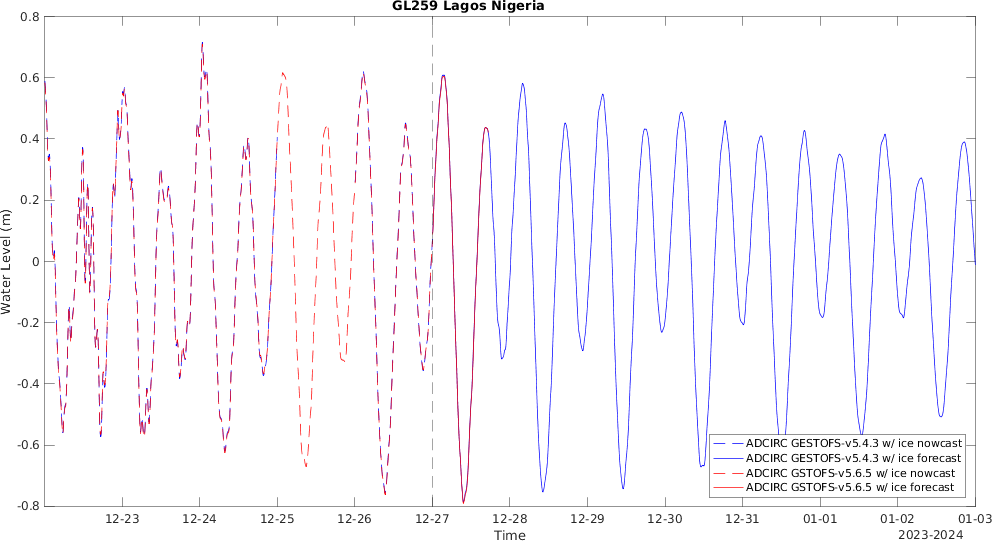 GL259 Lagos Nigeria
Water Level (m)
0.8
0.6
0.4
0.2
0
-0.2
-0.4
-0.6
-0.8
ADCIRC GESTOFS-v5.4.3 w/ ice nowcast
ADCIRC GESTOFS-v5.4.3 w/ ice forecast
ADCIRC GSTOFS-v5.6.5 w/ ice nowcast
ADCIRC GSTOFS-v5.6.5 w/ ice forecast
12-23 12-24 12-25 12-26 12-27 12-28 12-29 12-30 12-31 01-01 01-02 01-03
Time
2023-2024